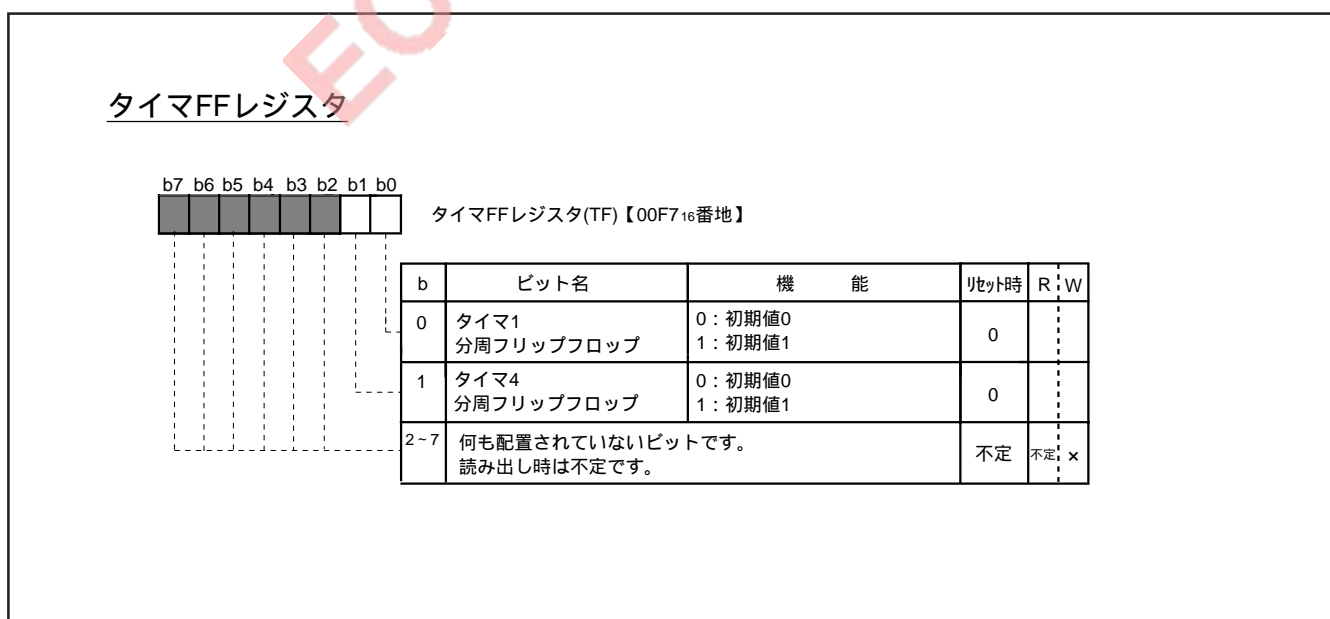 タイマFFレジスタ
b7 b6 b5 b4 b3 b2 b1 b0
タイマFFレジスタ(TF)【00F716番地】
b ビット名 機 能 リセット時 R W
0 タイマ1 0：初期値0 0
分周フリップフロップ 1：初期値1
1 タイマ4 0：初期値0 0
分周フリップフロップ 1：初期値1
2~7 何も配置されていないビットです。 不定 不定 ×
読み出し時は不定です。